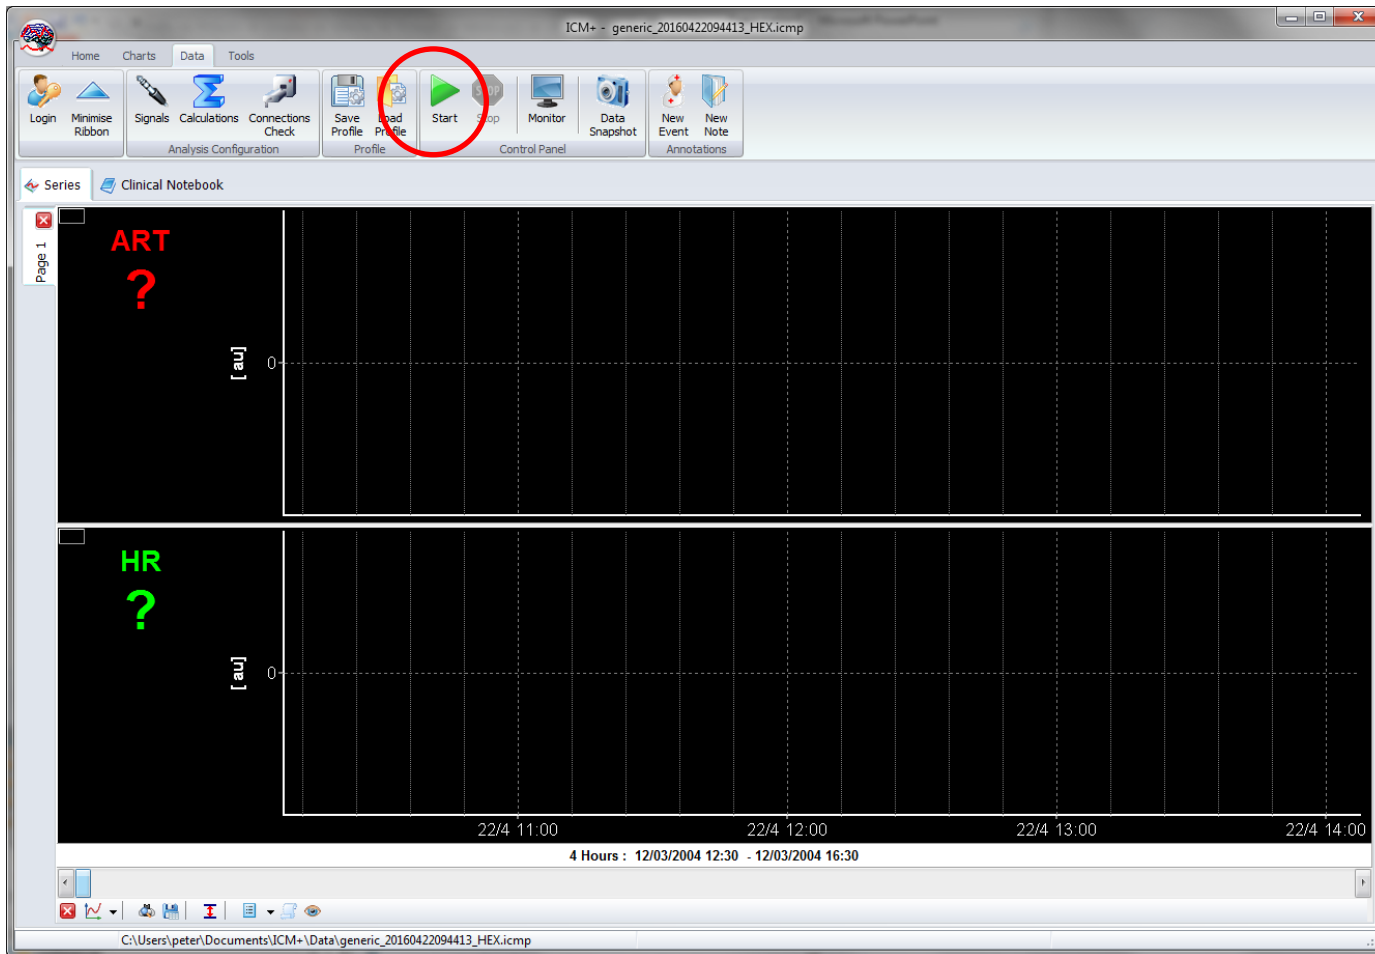 ICM+ - generic_20160422094413_HEX.icmp
Home Charts Data Tools
Login Minimise Ribbon Signals Calculations Connections Check Save Profile Load Profile Start Stop Monitor Data Snapshot New Event New Note
Analysis Configuration Profile Control Panel Annotations
Series Clinical Notebook
Page 1
ART
?
[ au]
0
HR
?
[ au]
0
22/4 11:00 22/4 12:00 22/4 13:00 22/4 14:00
4 Hours : 12/03/2004 12:30 - 12/03/2004 16:30
C:\Users\peter\Documents\ICM+\Data\generic_20160422094413_HEX.icmp